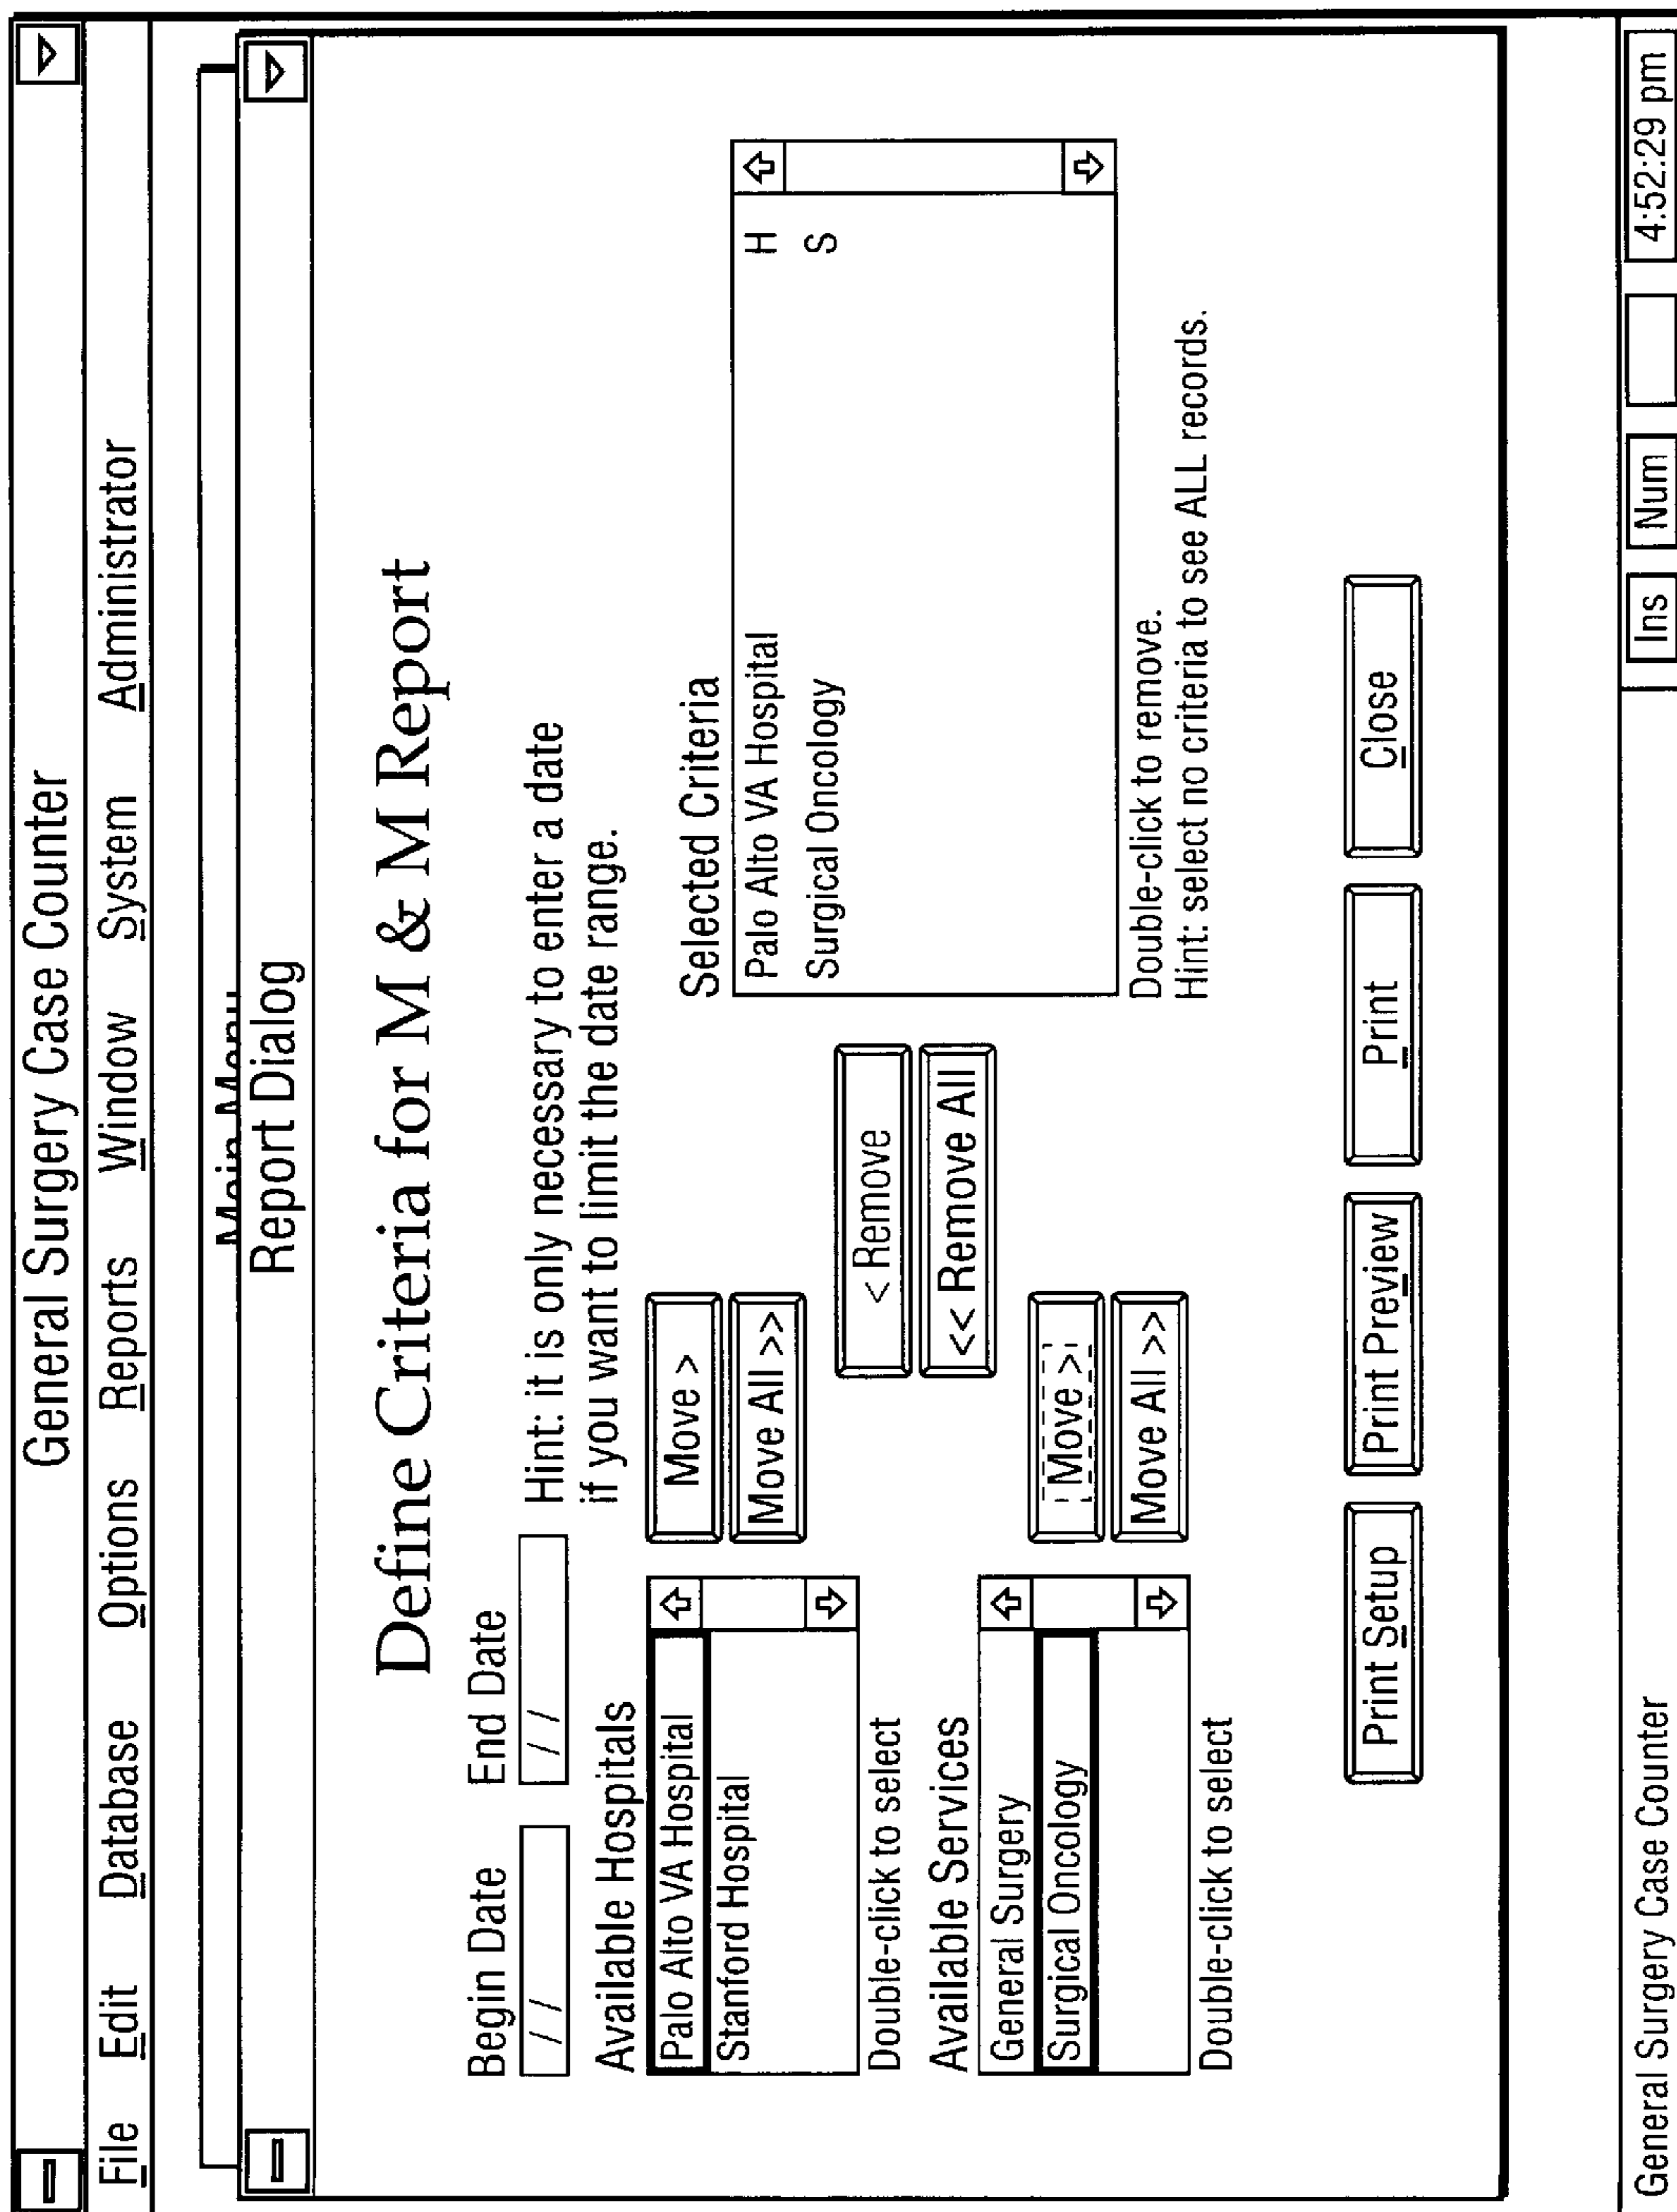 General Surgery Case Counter
File Edit Database Options Reports Window System Administrator
Main Menu
Report Dialog
Define Criteria for M & M Report
Begin Date End Date
/ / / /
Hint: it is only necessary to enter a date
if you want to limit the date range.
Available Hospitals
Palo Alto VA Hospital
Stanford Hospital
Double-click to select
Move >
Move All >>
Available Services
General Surgery
Surgical Oncology
Double-click to select
Move >
Move All >>
< Remove
<< Remove All
Selected Criteria
Palo Alto VA Hospital H
Surgical Oncology S
Double-click to remove.
Hint: select no criteria to see ALL records.
Print Setup Print Preview Print Close
General Surgery Case Counter Ins Num 4:52:29 pm